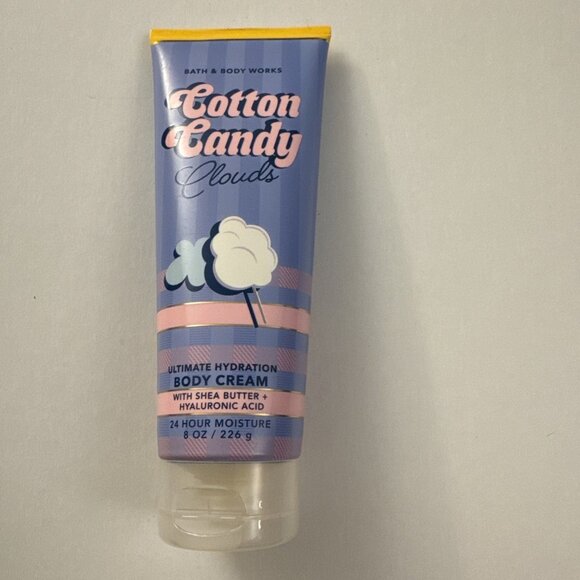 BATH & BODY WORKS
Cotton
Candy
Clouds
ULTIMATE HYDRATION
BODY CREAM
WITH SHEA BUTTER +
HYALURONIC ACID
24 HOUR MOISTURE
8 OZ / 226 g